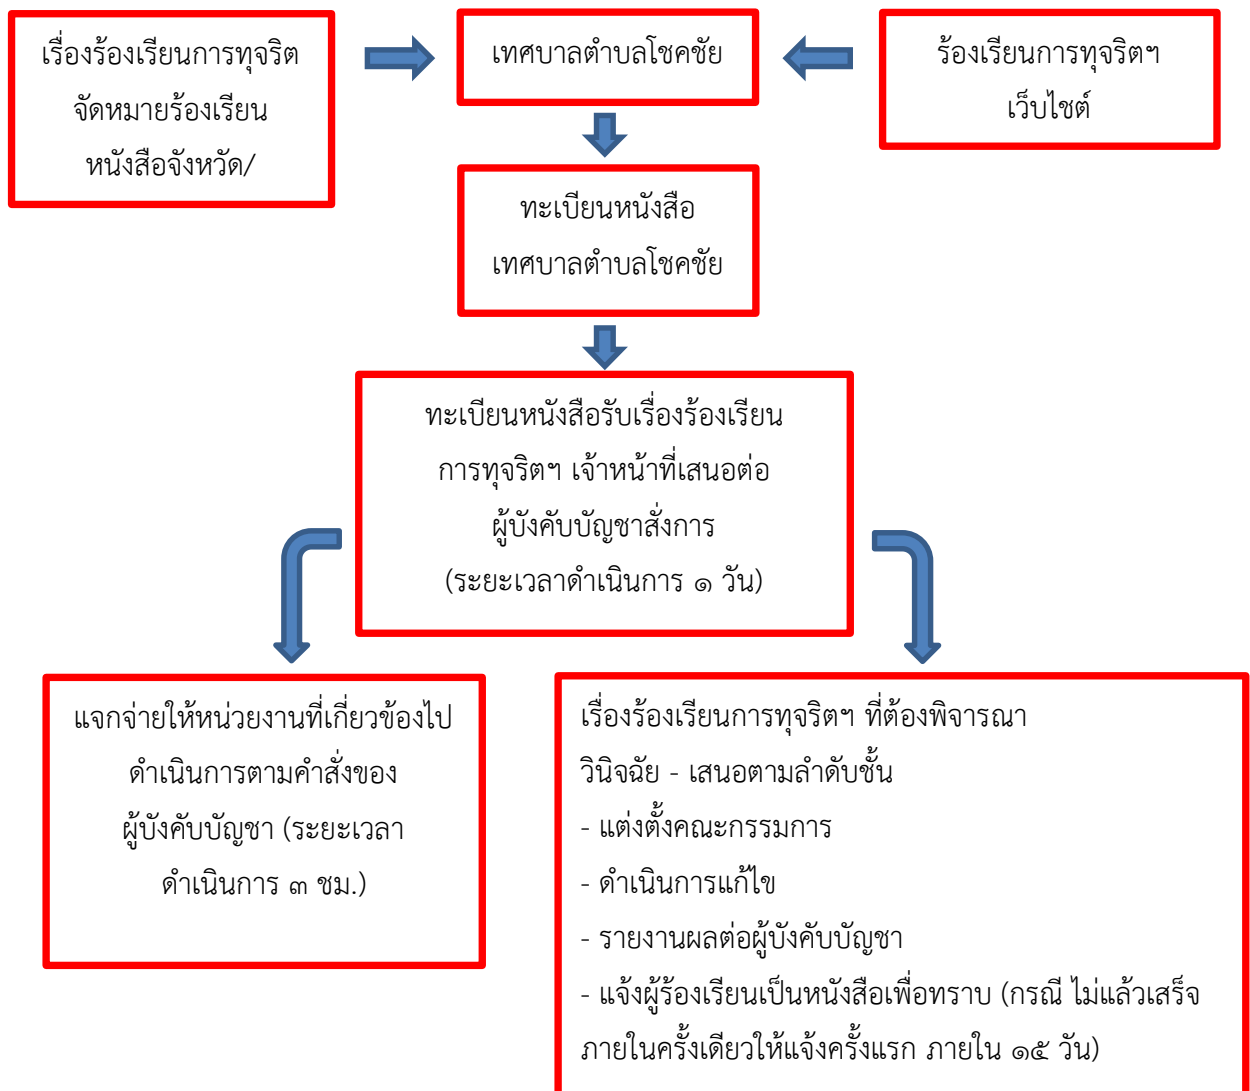 เรื่องร้องเรียนการทุจริต
จัดหมายร้องเรียน
หนังสือจังหวัด/
เทศบาลตำบลโชคชัย
ร้องเรียนการทุจริตฯ
เว็บไซต์
ทะเบียนหนังสือ
เทศบาลตำบลโชคชัย
ทะเบียนหนังสือรับเรื่องร้องเรียน
การทุจริตฯ เจ้าหน้าที่เสนอต่อ
ผู้บังคับบัญชาสั่งการ
(ระยะเวลาดำเนินการ ๑ วัน)
แจกจ่ายให้หน่วยงานที่เกี่ยวข้องไป
ดำเนินการตามคำสั่งของ
ผู้บังคับบัญชา (ระยะเวลา
ดำเนินการ ๓ ชม.)
เรื่องร้องเรียนการทุจริตฯ ที่ต้องพิจารณา
วินิจฉัย - เสนอตามลำดับชั้น
- แต่งตั้งคณะกรรมการ
- ดำเนินการแก้ไข
- รายงานผลต่อผู้บังคับบัญชา
- แจ้งผู้ร้องเรียนเป็นหนังสือเพื่อทราบ (กรณี ไม่แล้วเสร็จ
ภายในครั้งเดียวให้แจ้งครั้งแรก ภายใน ๑๕ วัน)